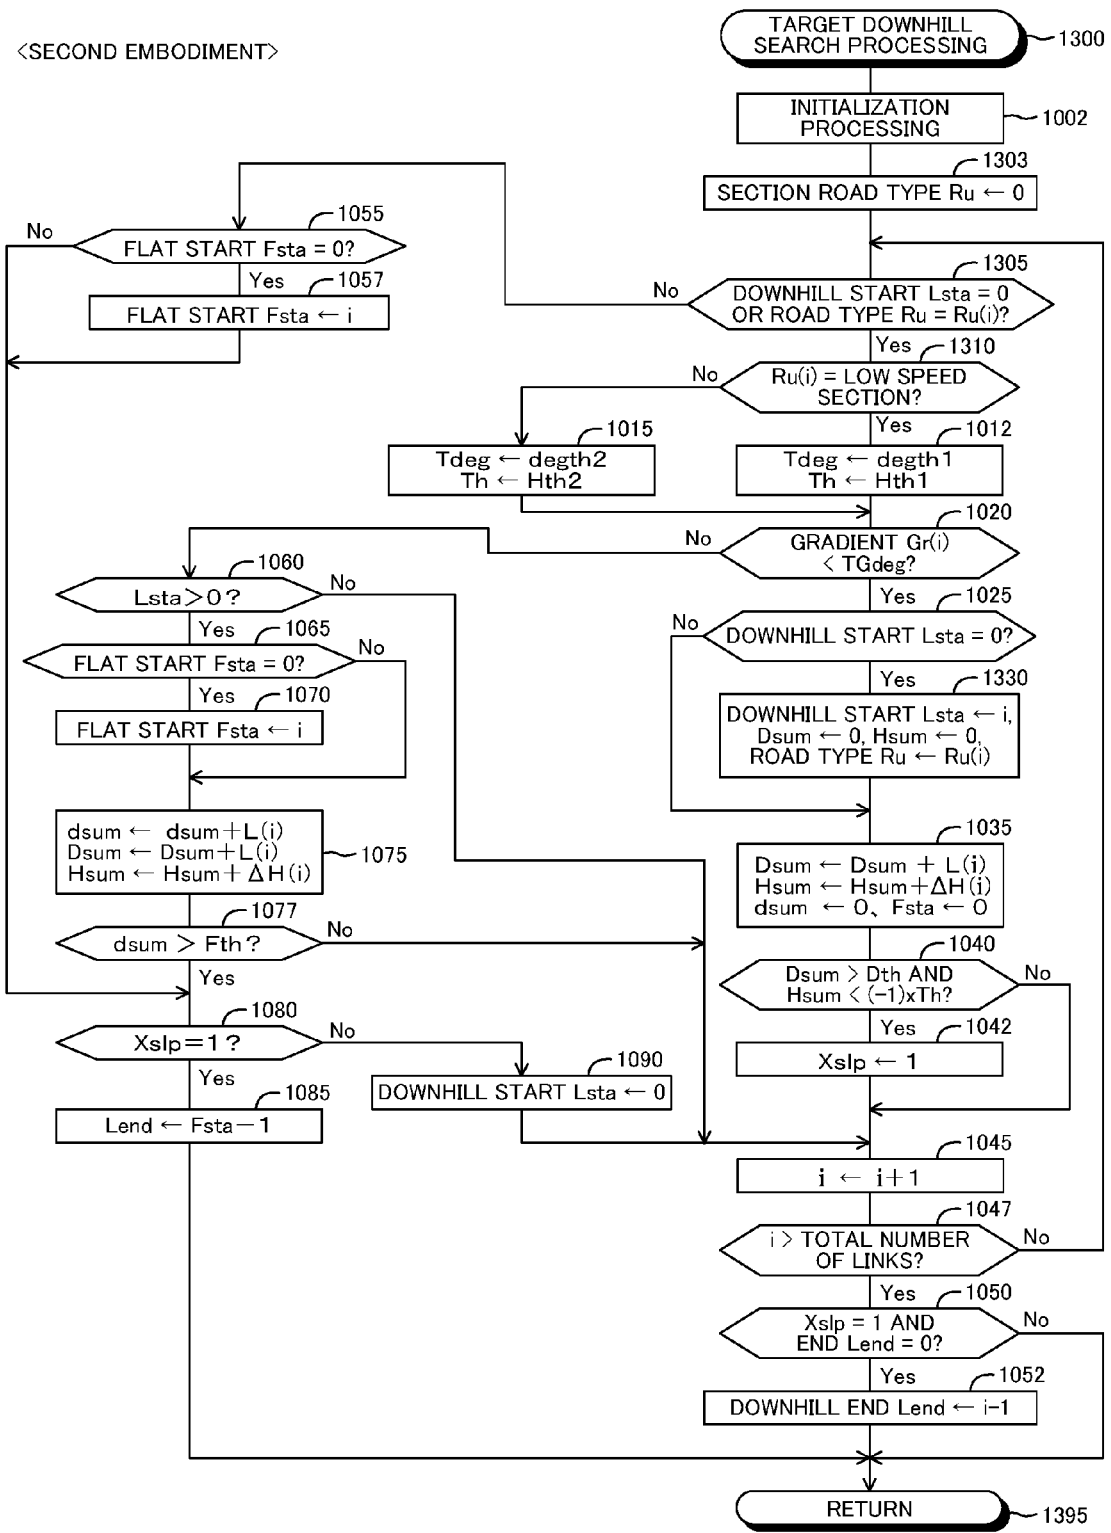 <SECOND EMBODIMENT>
TARGET DOWNHILL
SEARCH PROCESSING
1300
INITIALIZATION
PROCESSING
1002
1303
SECTION ROAD TYPE Ru ← 0
1055
No
FLAT START Fsta = 0?
Yes
1057
FLAT START Fsta ← i
1305
No
DOWNHILL START Lsta = 0
OR ROAD TYPE Ru = Ru(i)?
Yes
1310
No
Ru(i) = LOW SPEED
SECTION?
Yes
1015
Tdeg ← degth2
Th ← Hth2
1012
Tdeg ← degth1
Th ← Hth1
1020
No
GRADIENT Gr(i)
< TGdeg?
Yes
1060
Lsta>0?
No
Yes
1065
FLAT START Fsta = 0?
No
Yes
1070
FLAT START Fsta ← i
1025
No
DOWNHILL START Lsta = 0?
Yes
1330
DOWNHILL START Lsta ← i,
Dsum ← 0, Hsum ← 0,
ROAD TYPE Ru ← Ru(i)
dsum ← dsum+L(i)
Dsum ← Dsum+L(i)
Hsum ← Hsum+ΔH(i)
1075
1035
Dsum ← Dsum + L(i)
Hsum ← Hsum+ΔH(i)
dsum ← 0、Fsta ← 0
1077
dsum > Fth?
No
Yes
1040
Dsum > Dth AND
Hsum < (-1)xTh?
No
Yes
1042
Xslp ← 1
1080
Xslp=1?
No
Yes
1090
DOWNHILL START Lsta ← 0
1085
Lend ← Fsta-1
1045
i ← i+1
1047
i > TOTAL NUMBER
OF LINKS?
No
Yes
1050
Xslp = 1 AND
END Lend = 0?
No
Yes
1052
DOWNHILL END Lend ← i-1
RETURN
1395